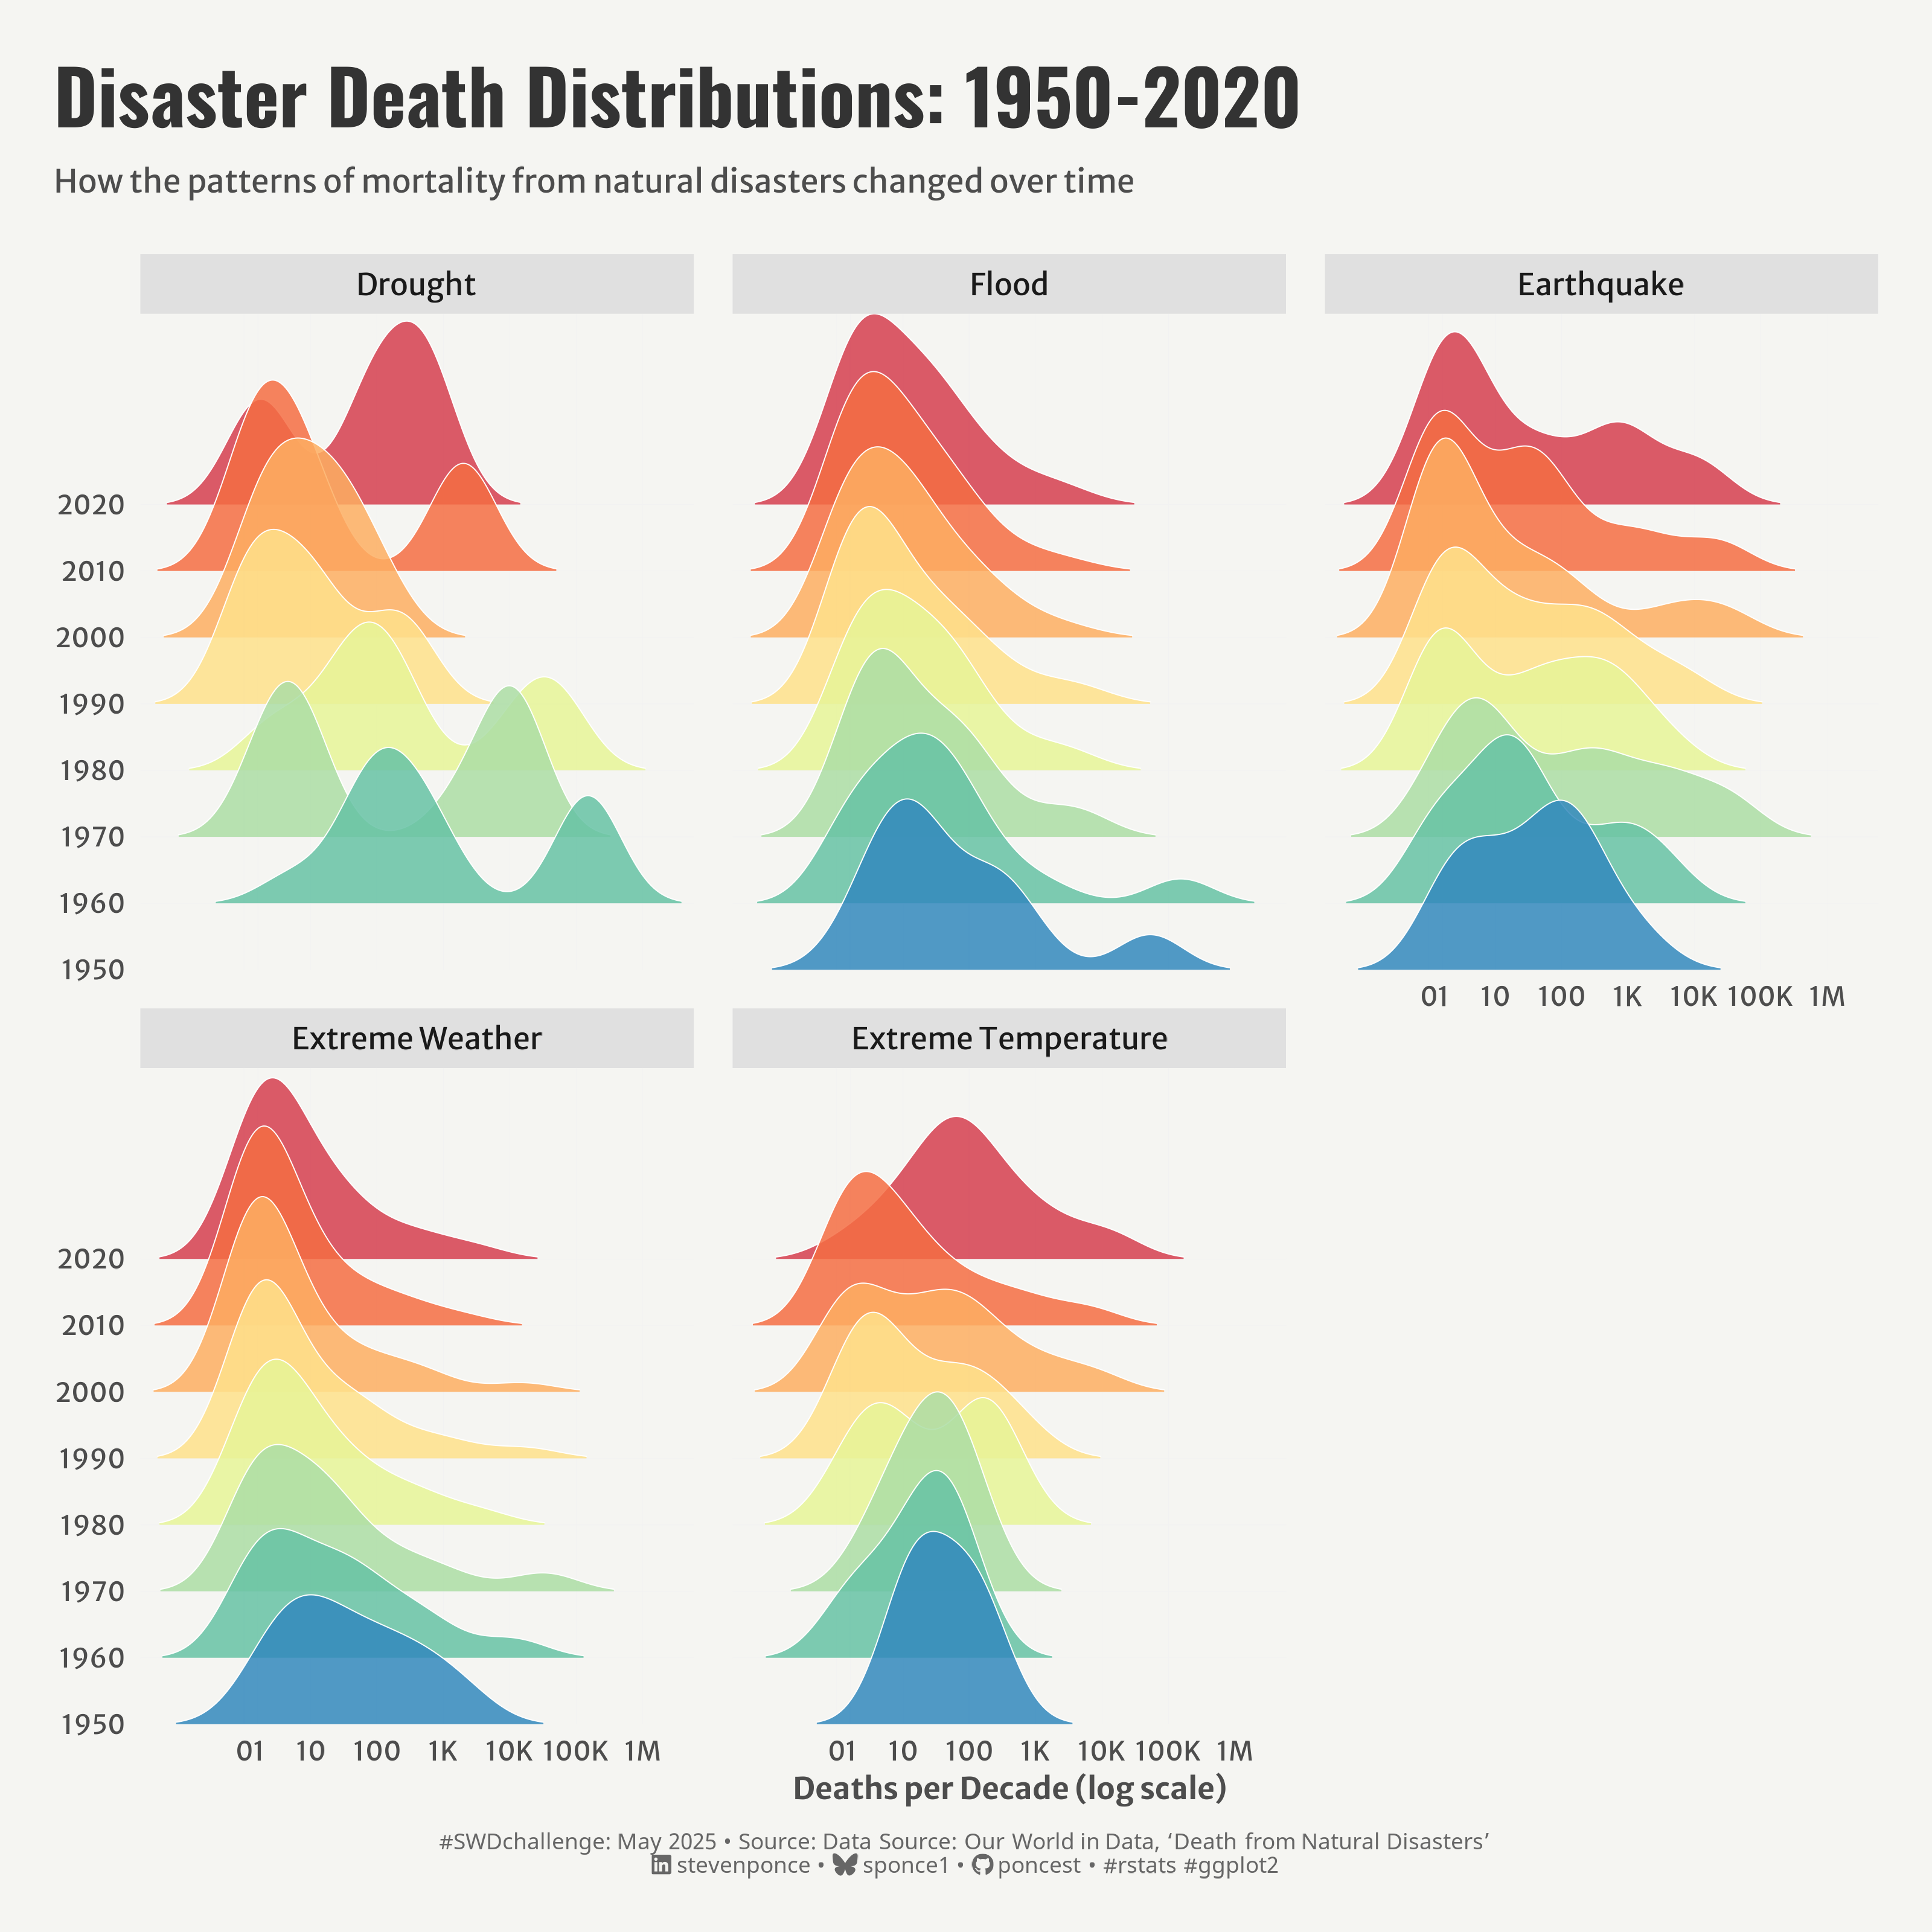 Disaster Death Distributions: 1950-2020
How the patterns of mortality from natural disasters changed over time
Drought
Flood
Earthquake
2020
2010
2000
1990
1980
1970
1960
1950
01 10 100 1K 10K 100K 1M
Extreme Weather
Extreme Temperature
2020
2010
2000
1990
1980
1970
1960
1950
01 10 100 1K 10K 100K 1M
01 10 100 1K 10K 100K 1M
Deaths per Decade (log scale)
#SWDchallenge: May 2025 • Source: Data Source: Our World in Data, ‘Death from Natural Disasters’
in stevenponce • sponce1 • poncest • #rstats #ggplot2